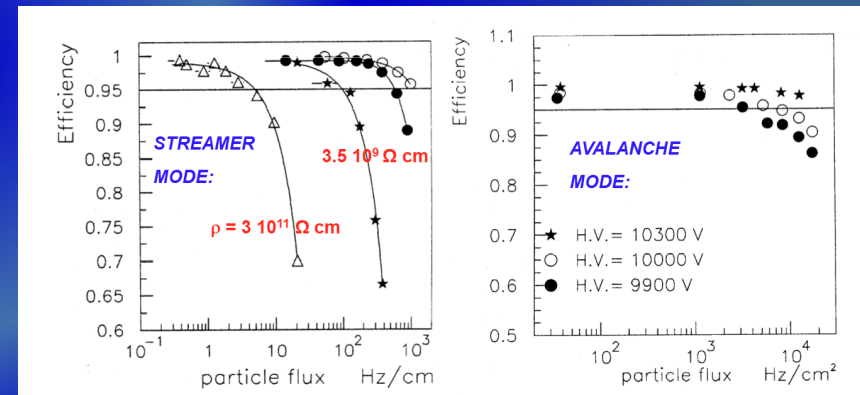 Efficiency
1
0.95
0.9
0.85
0.8
0.75
0.7
0.65
0.6
STREAMER
MODE:
3.5 10⁹ Ω cm
ρ = 3 10¹¹ Ω cm
10⁻¹ 1 10 10² 10³
particle flux Hz/cm
Efficiency
1.1
1.0
0.9
0.8
0.7
0.6
0.5
AVALANCHE
MODE:
★ H.V.= 10300 V
○ H.V.= 10000 V
● H.V.= 9900 V
10² 10³ 10⁴
particle flux Hz/cm²